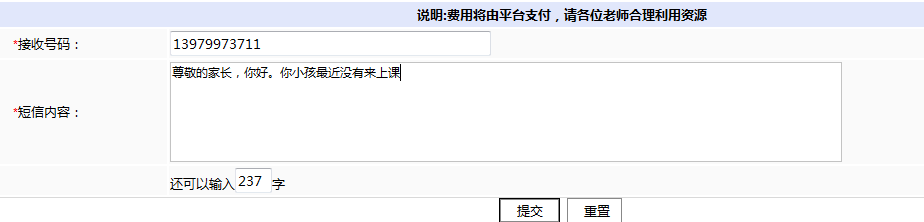 说明:费用将由平台支付，请各位老师合理利用资源
*接收号码： 13979973711
*短信内容： 尊敬的家长，你好。你小孩最近没有来上课
还可以输入 237 字
提交 重置